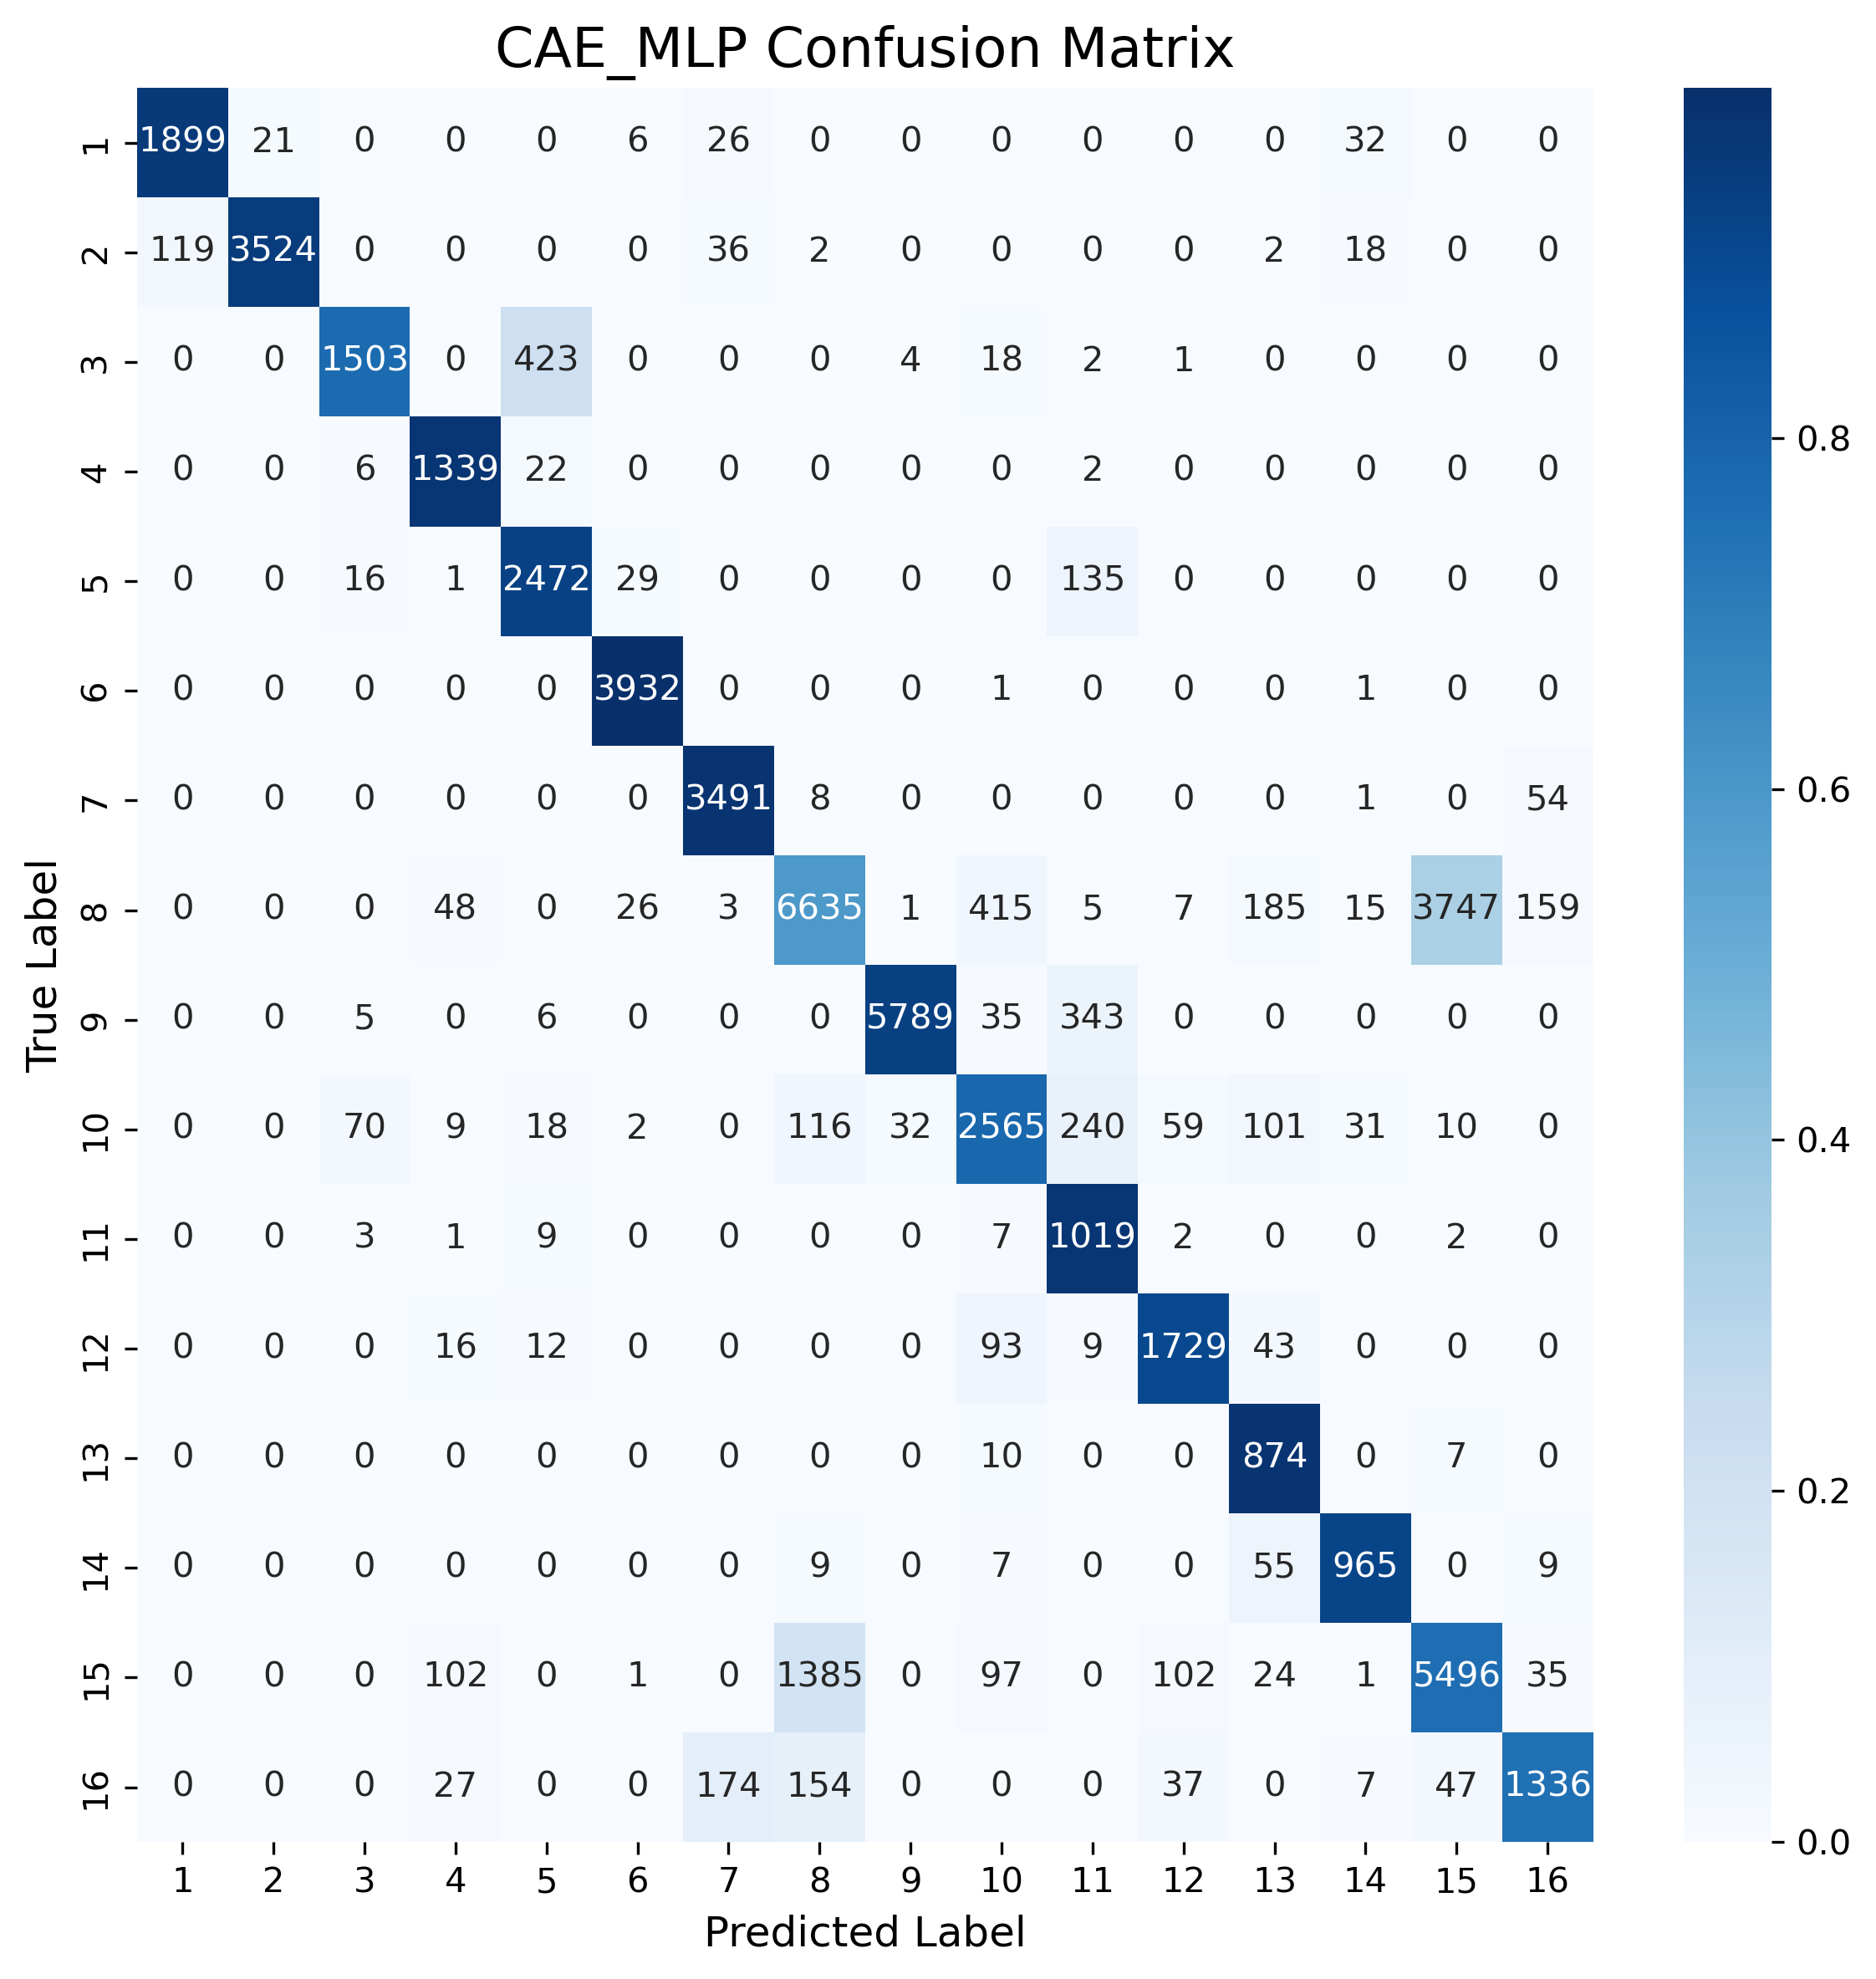 CAE_MLP Confusion Matrix
1 1899 21 0 0 0 6 26 0 0 0 0 0 0 32 0 0
2 119 3524 0 0 0 0 36 2 0 0 0 0 2 18 0 0
3 0 0 1503 0 423 0 0 0 4 18 2 1 0 0 0 0
4 0 0 6 1339 22 0 0 0 0 0 2 0 0 0 0 0
5 0 0 16 1 2472 29 0 0 0 0 135 0 0 0 0 0
6 0 0 0 0 0 3932 0 0 0 1 0 0 0 1 0 0
7 0 0 0 0 0 0 3491 8 0 0 0 0 0 1 0 54
8 0 0 0 48 0 26 3 6635 1 415 5 7 185 15 3747 159
9 0 0 5 0 6 0 0 0 5789 35 343 0 0 0 0 0
10 0 0 70 9 18 2 0 116 32 2565 240 59 101 31 10 0
11 0 0 3 1 9 0 0 0 0 7 1019 2 0 0 2 0
12 0 0 0 16 12 0 0 0 0 93 9 1729 43 0 0 0
13 0 0 0 0 0 0 0 0 0 10 0 0 874 0 7 0
14 0 0 0 0 0 0 0 9 0 7 0 0 55 965 0 9
15 0 0 0 102 0 1 0 1385 0 97 0 102 24 1 5496 35
16 0 0 0 27 0 0 174 154 0 0 0 37 0 7 47 1336
1 2 3 4 5 6 7 8 9 10 11 12 13 14 15 16
Predicted Label
True Label
0.8
0.6
0.4
0.2
0.0